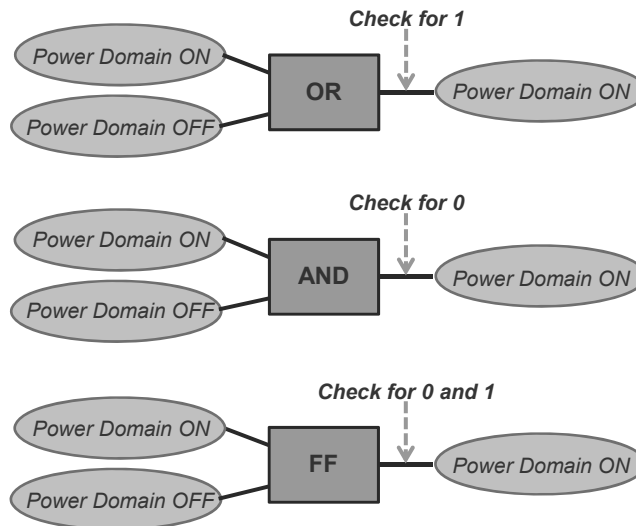 Check for 1
Power Domain ON
OR
Power Domain ON
Power Domain OFF
Check for 0
Power Domain ON
AND
Power Domain ON
Power Domain OFF
Check for 0 and 1
Power Domain ON
FF
Power Domain ON
Power Domain OFF